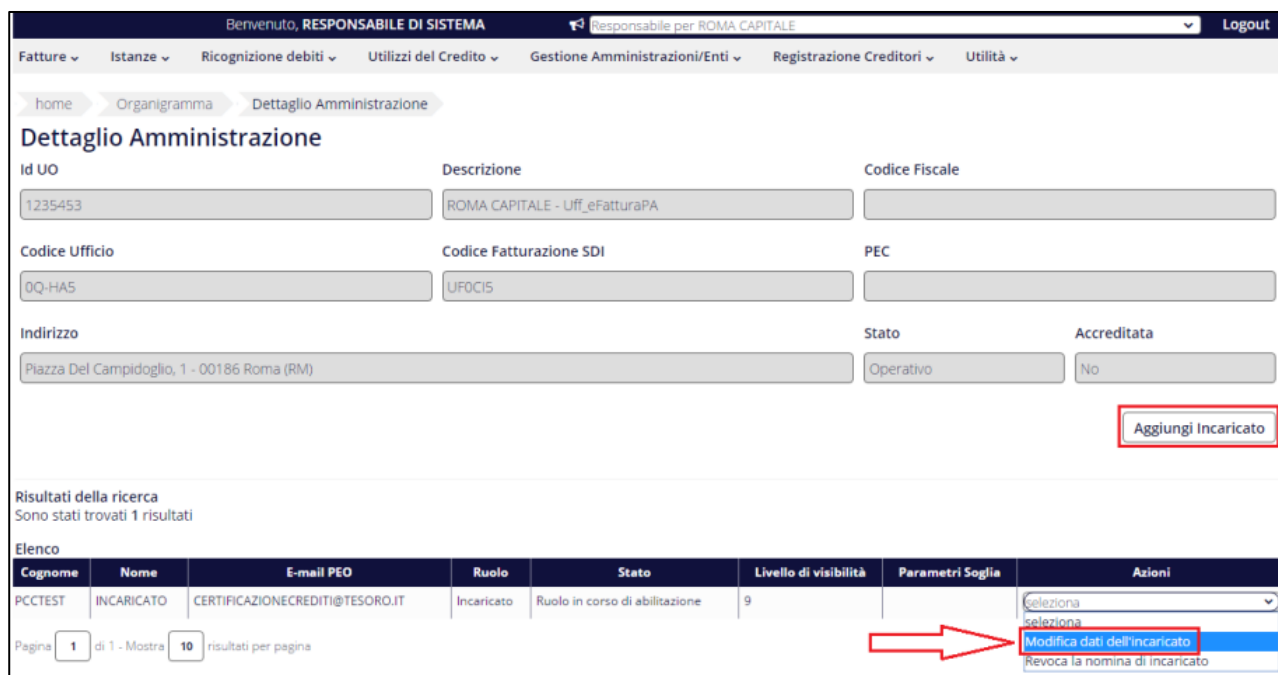 Benvenuto, RESPONSABILE DI SISTEMA Responsabile per ROMA CAPITALE Logout
Fatture Istanze Ricognizione debiti Utilizzi del Credito Gestione Amministrazioni/Enti Registrazione Creditori Utilità
home Organigramma Dettaglio Amministrazione
Dettaglio Amministrazione
Id UO Descrizione Codice Fiscale
1235453 ROMA CAPITALE - Uff_eFatturaPA
Codice Ufficio Codice Fatturazione SDI PEC
0Q-HA5 UF0CI5
Indirizzo Stato Accreditata
Piazza Del Campidoglio, 1 - 00186 Roma (RM) Operativo No
Aggiungi Incaricato
Risultati della ricerca
Sono stati trovati 1 risultati
Elenco
Cognome Nome E-mail PEO Ruolo Stato Livello di visibilità Parametri Soglia Azioni
PCCTEST INCARICATO CERTIFICAZIONECREDITI@TESORO.IT Incaricato Ruolo in corso di abilitazione 9 seleziona
seleziona
Modifica dati dell'incaricato
Revoca la nomina di incaricato
Pagina 1 di 1 - Mostra 10 risultati per pagina